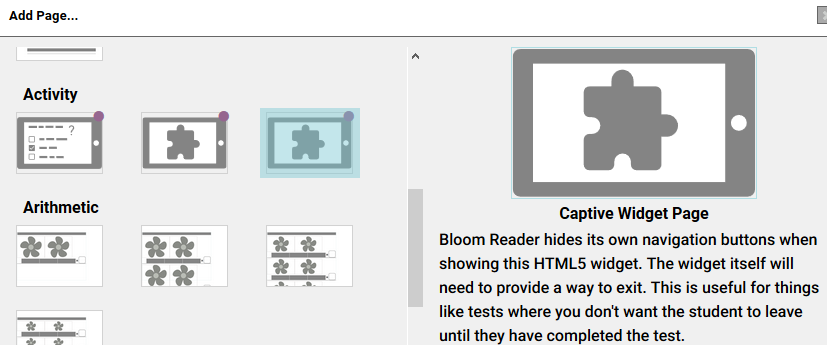 Add Page...
Activity
?
Arithmetic
Captive Widget Page
Bloom Reader hides its own navigation buttons when
showing this HTML5 widget. The widget itself will
need to provide a way to exit. This is useful for things
like tests where you don't want the student to leave
until they have completed the test.